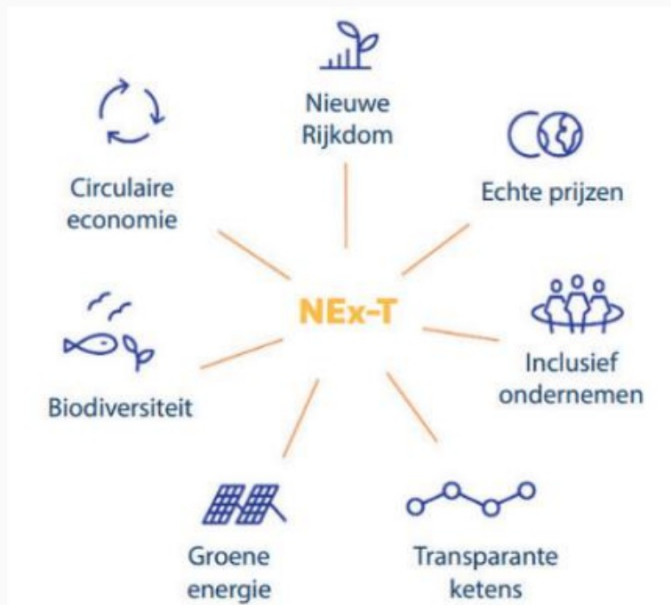 Nieuwe
Rijkdom
Echte prijzen
Inclusief
ondernemen
Transparante
ketens
Groene
energie
Biodiversiteit
Circulaire
economie
NEx-T